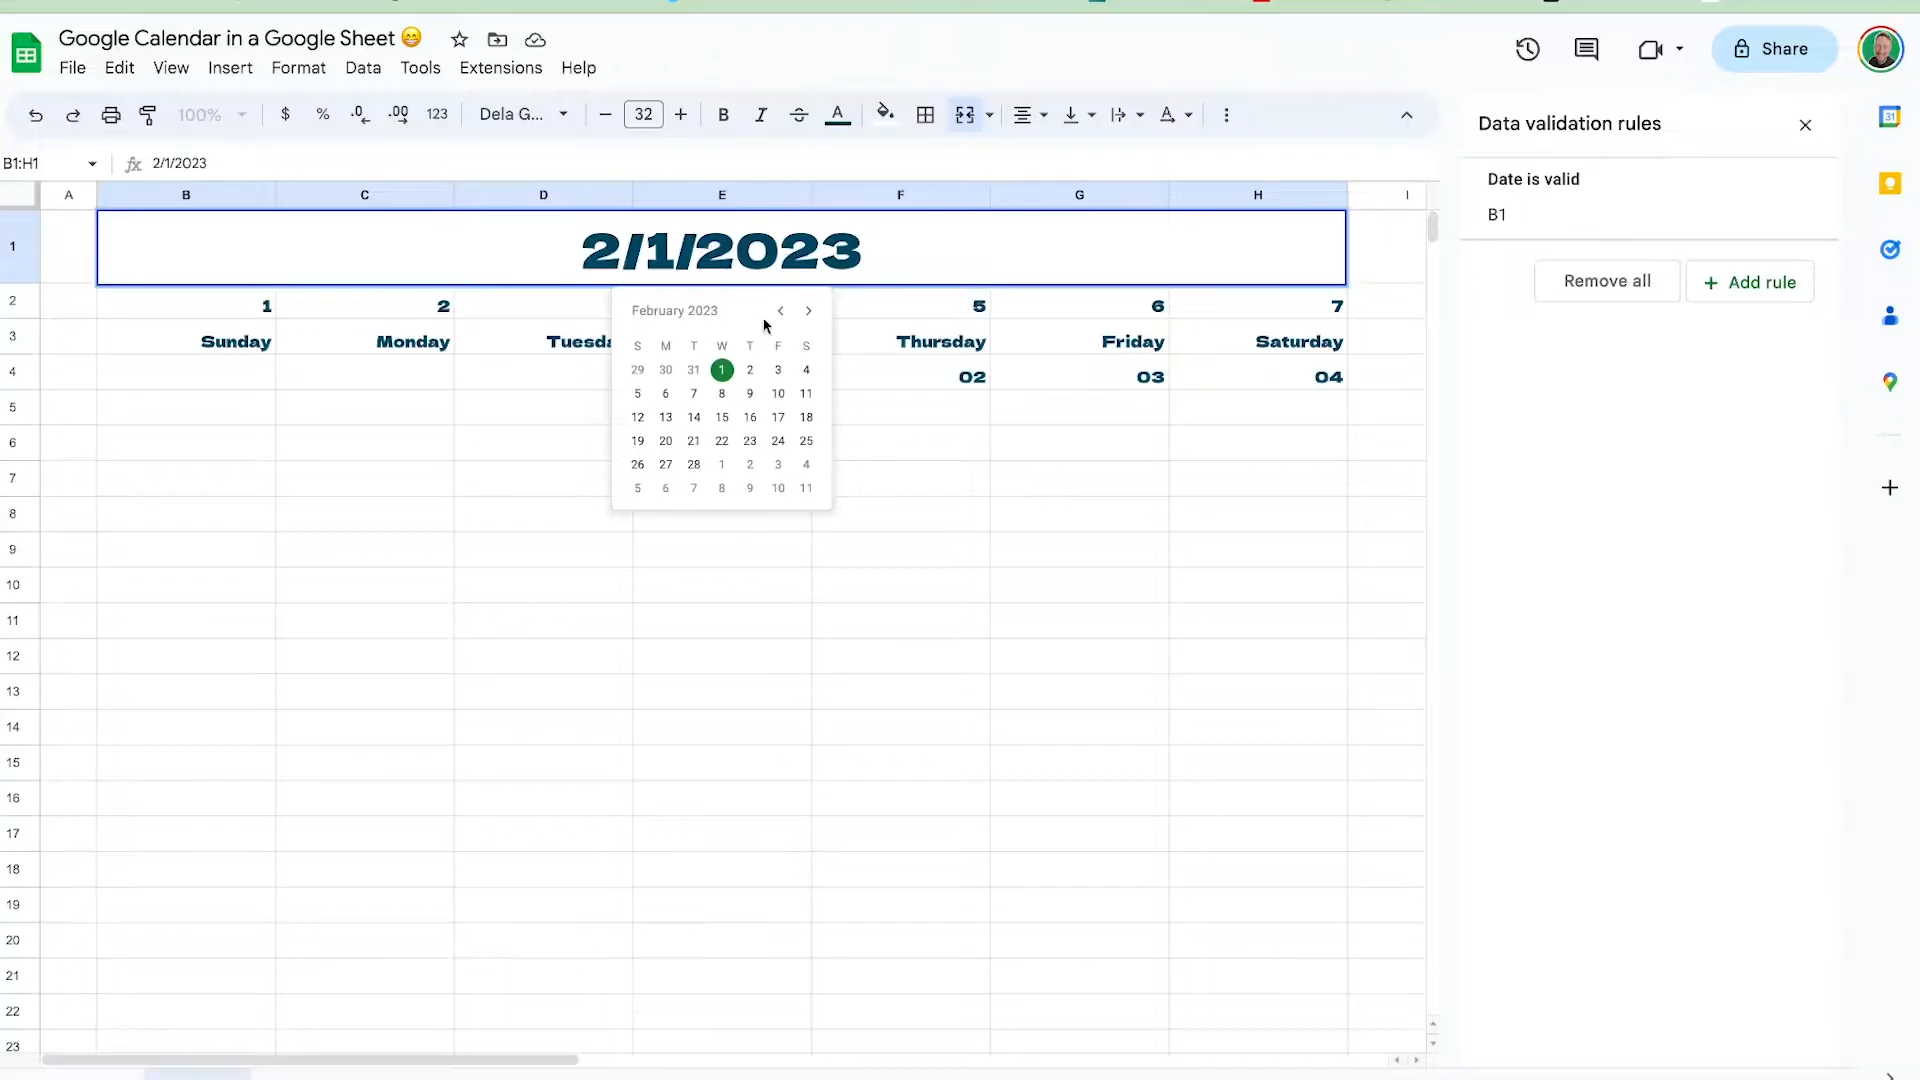 Google Calendar in a Google Sheet 😁
File Edit View Insert Format Data Tools Extensions Help
Share
100% $ % .0 .00 123 Dela G... 32 B I A
B1:H1 2/1/2023
Data validation rules
Date is valid
B1
Remove all + Add rule
A B C D E F G H I
1 2/1/2023
2 1 2 5 6 7
3 Sunday Monday Tuesda Thursday Friday Saturday
4 02 03 04
February 2023
S M T W T F S
29 30 31 1 2 3 4
5 6 7 8 9 10 11
12 13 14 15 16 17 18
19 20 21 22 23 24 25
26 27 28 1 2 3 4
5 6 7 8 9 10 11
5
6
7
8
9
10
11
12
13
14
15
16
17
18
19
20
21
22
23
31